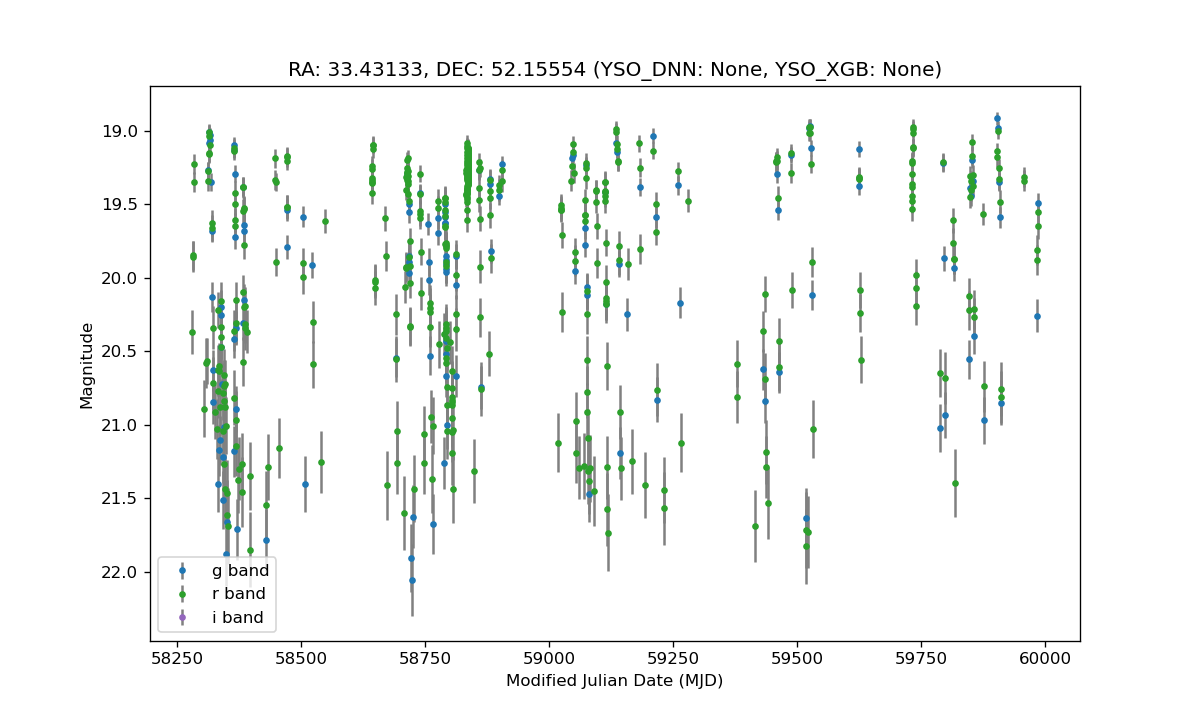 RA: 33.43133, DEC: 52.15554 (YSO_DNN: None, YSO_XGB: None)
19.0
19.5
20.0
20.5
21.0
21.5
22.0
Magnitude
g band
r band
i band
58250 58500 58750 59000 59250 59500 59750 60000
Modified Julian Date (MJD)